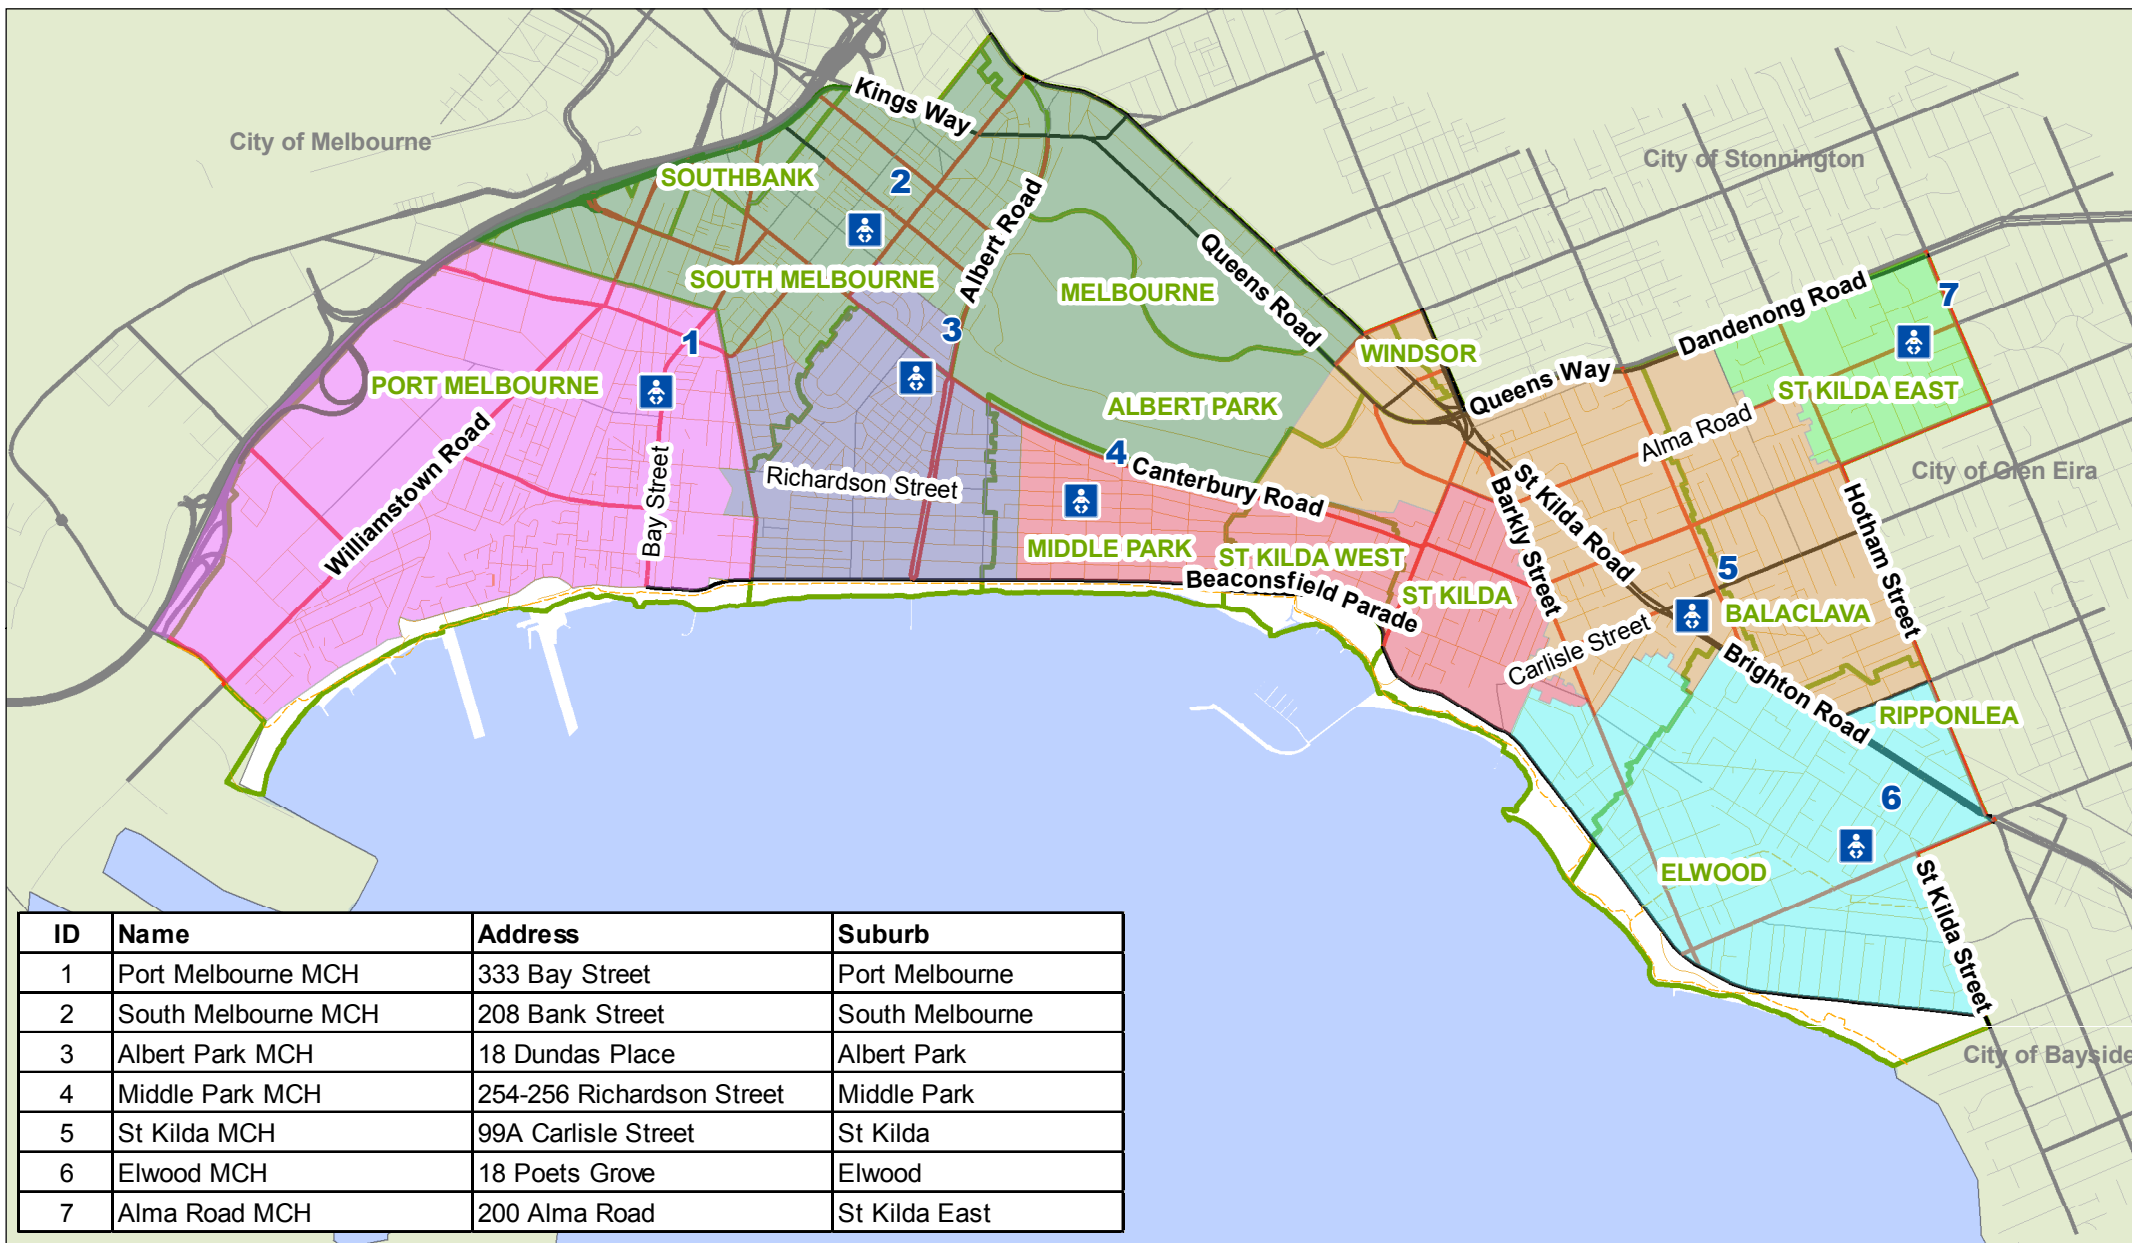 Kings Way
City of Melbourne
City of Stonnington
SOUTHBANK
2
Albert Road
SOUTH MELBOURNE
MELBOURNE
Queens Road
Dandenong Road
7
1
3
WINDSOR
PORT MELBOURNE
Queens Way
ST KILDA EAST
ALBERT PARK
Alma Road
Williamstown Road
Bay Street
Richardson Street
4
Canterbury Road
St Kilda Road
Barkly Street
City of Glen Eira
Hotham Street
MIDDLE PARK
ST KILDA WEST
Beaconsfield Parade
ST KILDA
5
BALACLAVA
Carlisle Street
Brighton Road
RIPPONLEA
6
ELWOOD
St Kilda Street
City of Bayside
ID Name Address Suburb
1 Port Melbourne MCH 333 Bay Street Port Melbourne
2 South Melbourne MCH 208 Bank Street South Melbourne
3 Albert Park MCH 18 Dundas Place Albert Park
4 Middle Park MCH 254-256 Richardson Street Middle Park
5 St Kilda MCH 99A Carlisle Street St Kilda
6 Elwood MCH 18 Poets Grove Elwood
7 Alma Road MCH 200 Alma Road St Kilda East